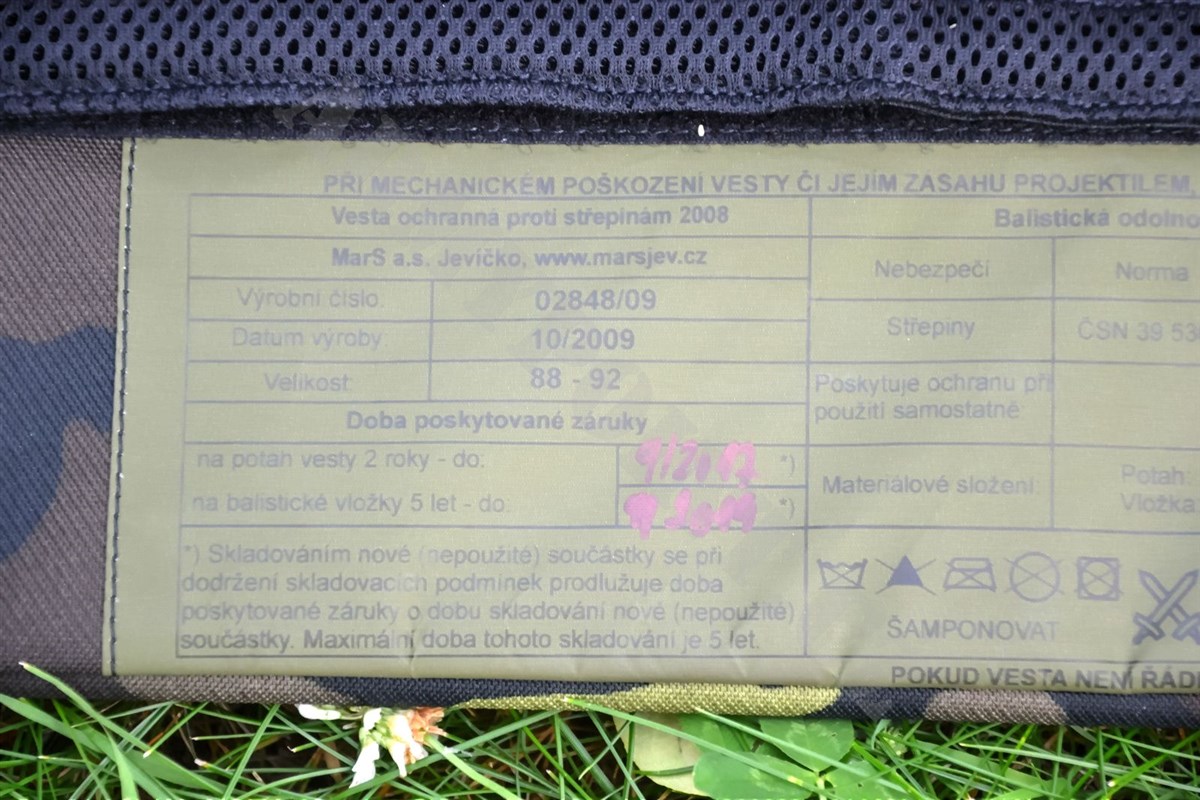 PŘI MECHANICKÉM POŠKOZENÍ VESTY ČI JEJÍM ZASAHU PROJEKTILEM
Vesta ochranná proti střepinám 2008
MarS a.s. Jevíčko, www.marsjev.cz
Výrobní číslo: 02848/09
Datum výroby 10/2009
Velikost: 88 - 92
Doba poskytované záruky
na potah vesty 2 roky - do: *)
na balistické vložky 5 let - do: *)
*) Skladováním nové (nepoužité) součástky se při
dodržení skladovacích podmínek prodlužuje doba
poskytované záruky o dobu skladování nové (nepoužité)
součástky. Maximální doba tohoto skladování je 5 let.
Balistická
Nebezpečí Norma
Střepiny ČSN 39
Poskytuje ochranu při
použití samostatně:
Materiálové složení: Potah
Vložka
ŠAMPONOVAT
POKUD VESTA NENÍ